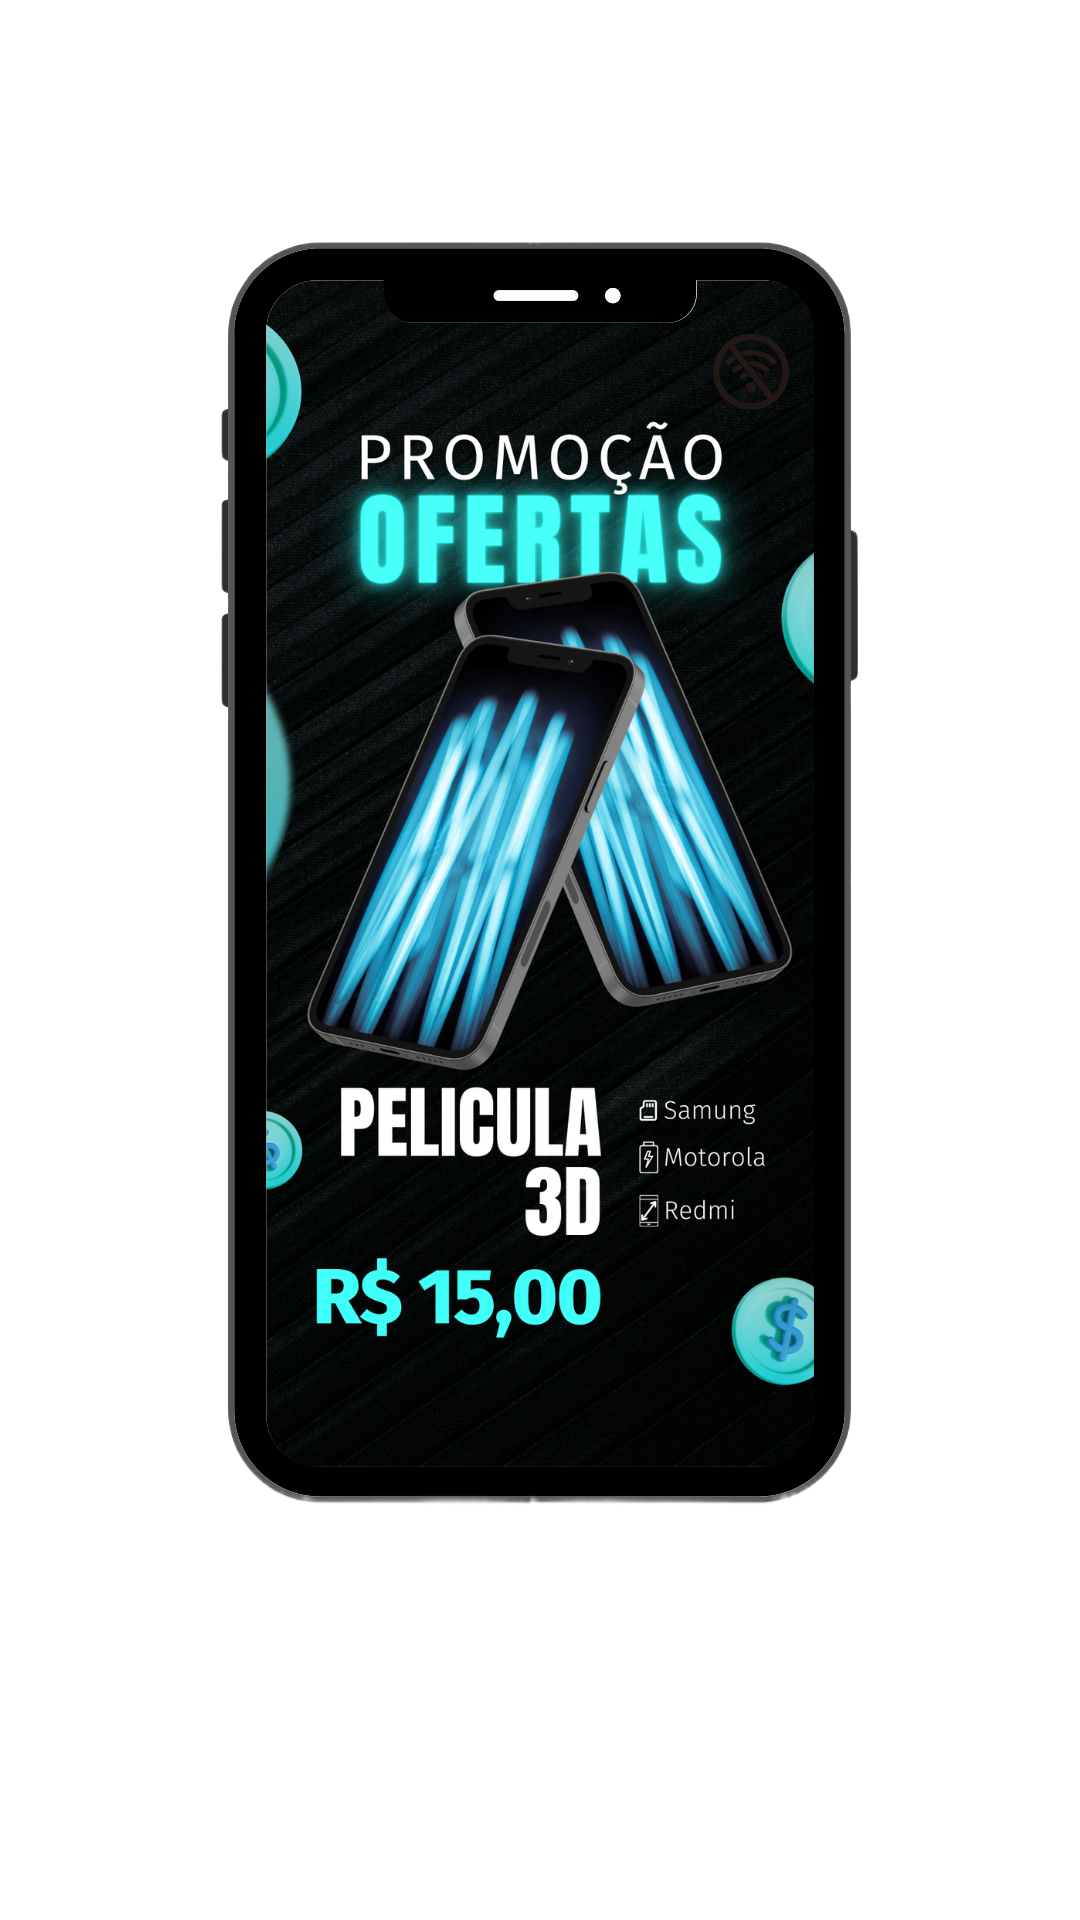 PROMOÇÃO
OFERTAS
PELICULA
3D
R$ 15,00
Samung
Motorola
Redmi
$